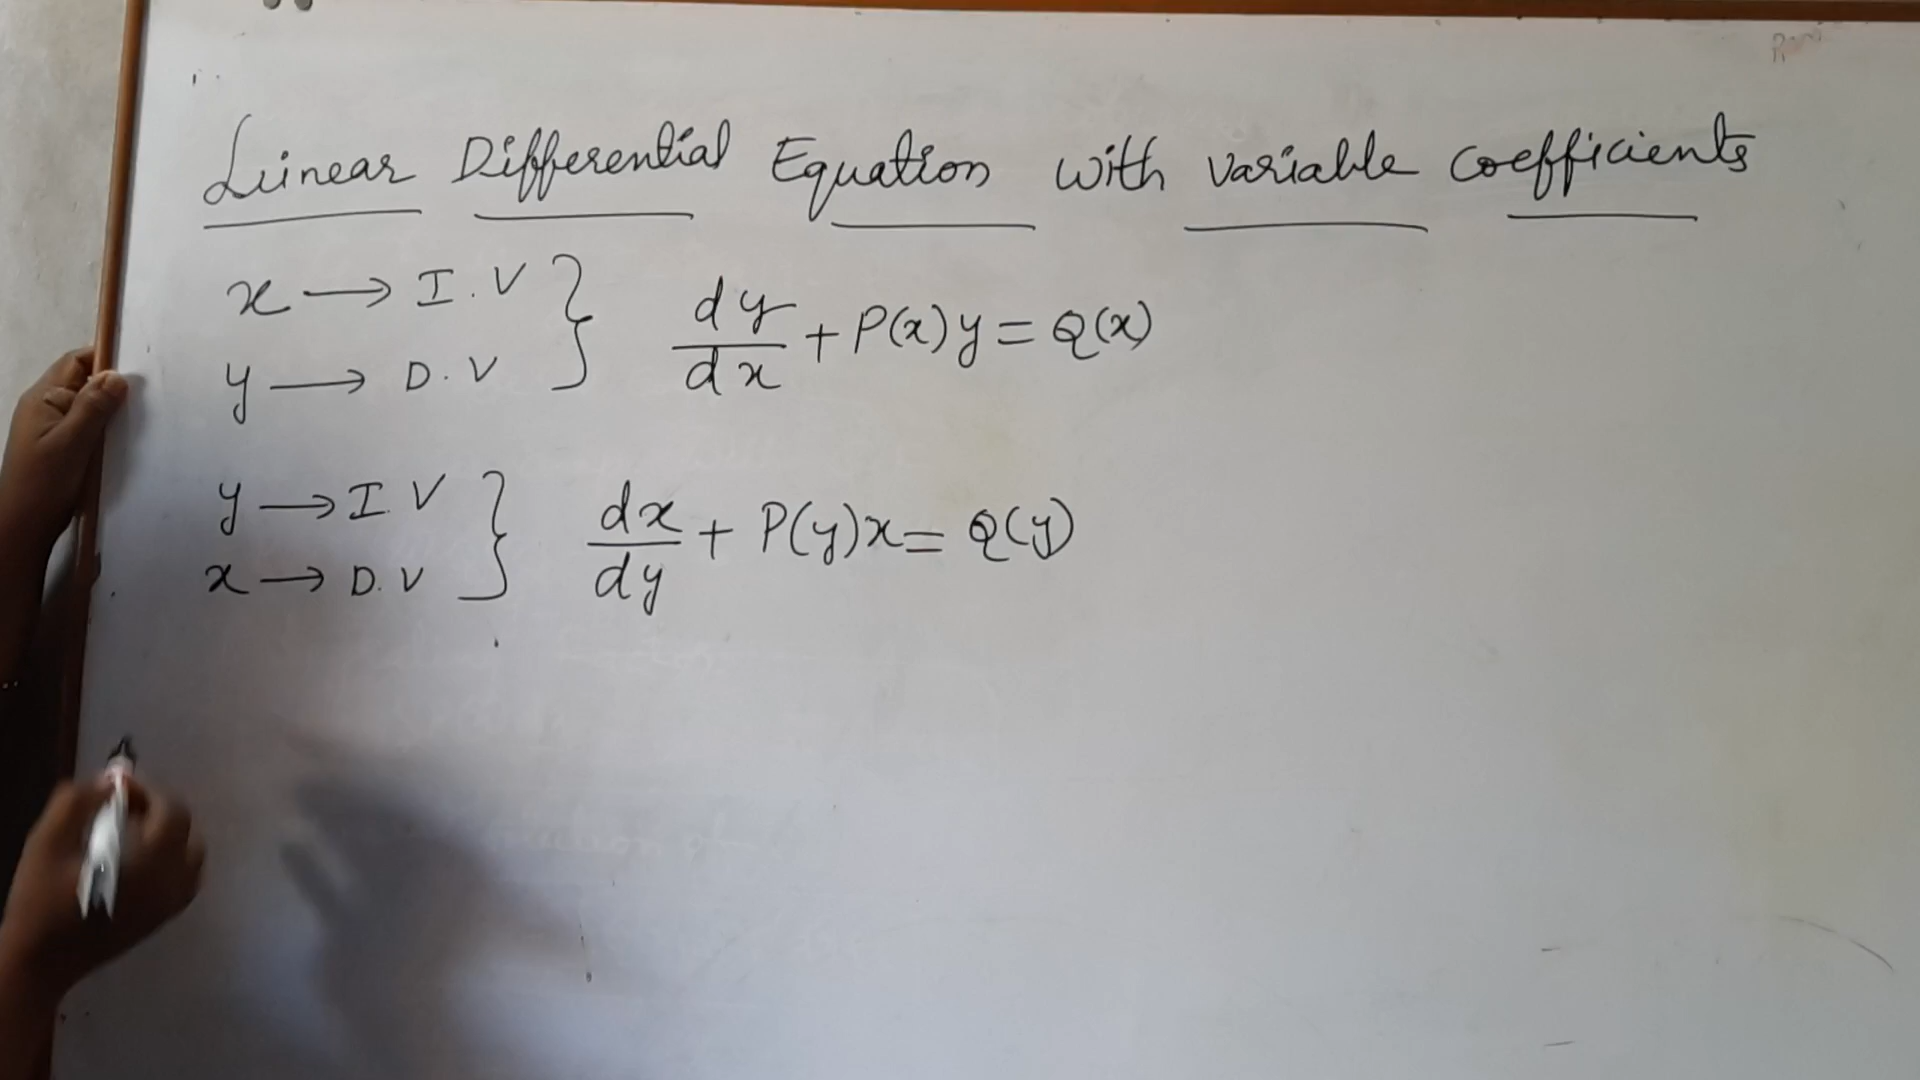 Linear Differential Equation with variable coefficients
x → I.V
y → D.V } dy/dx + P(x)y = Q(x)
y → I.V
x → D.V } dx/dy + P(y)x = Q(y)